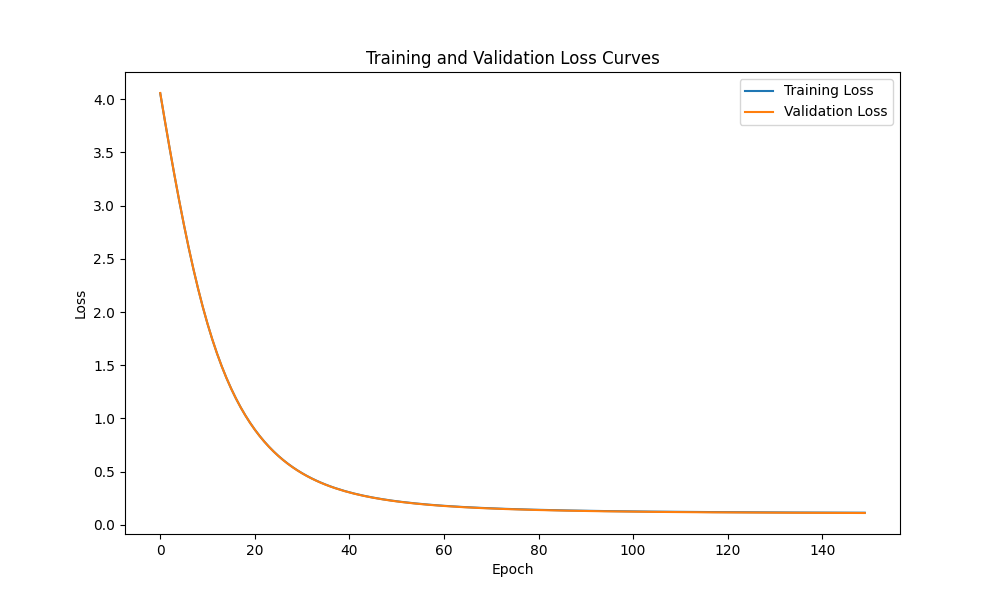 Training and Validation Loss Curves
Training Loss
Validation Loss
4.0
3.5
3.0
2.5
2.0
1.5
1.0
0.5
0.0
Loss
0 20 40 60 80 100 120 140
Epoch